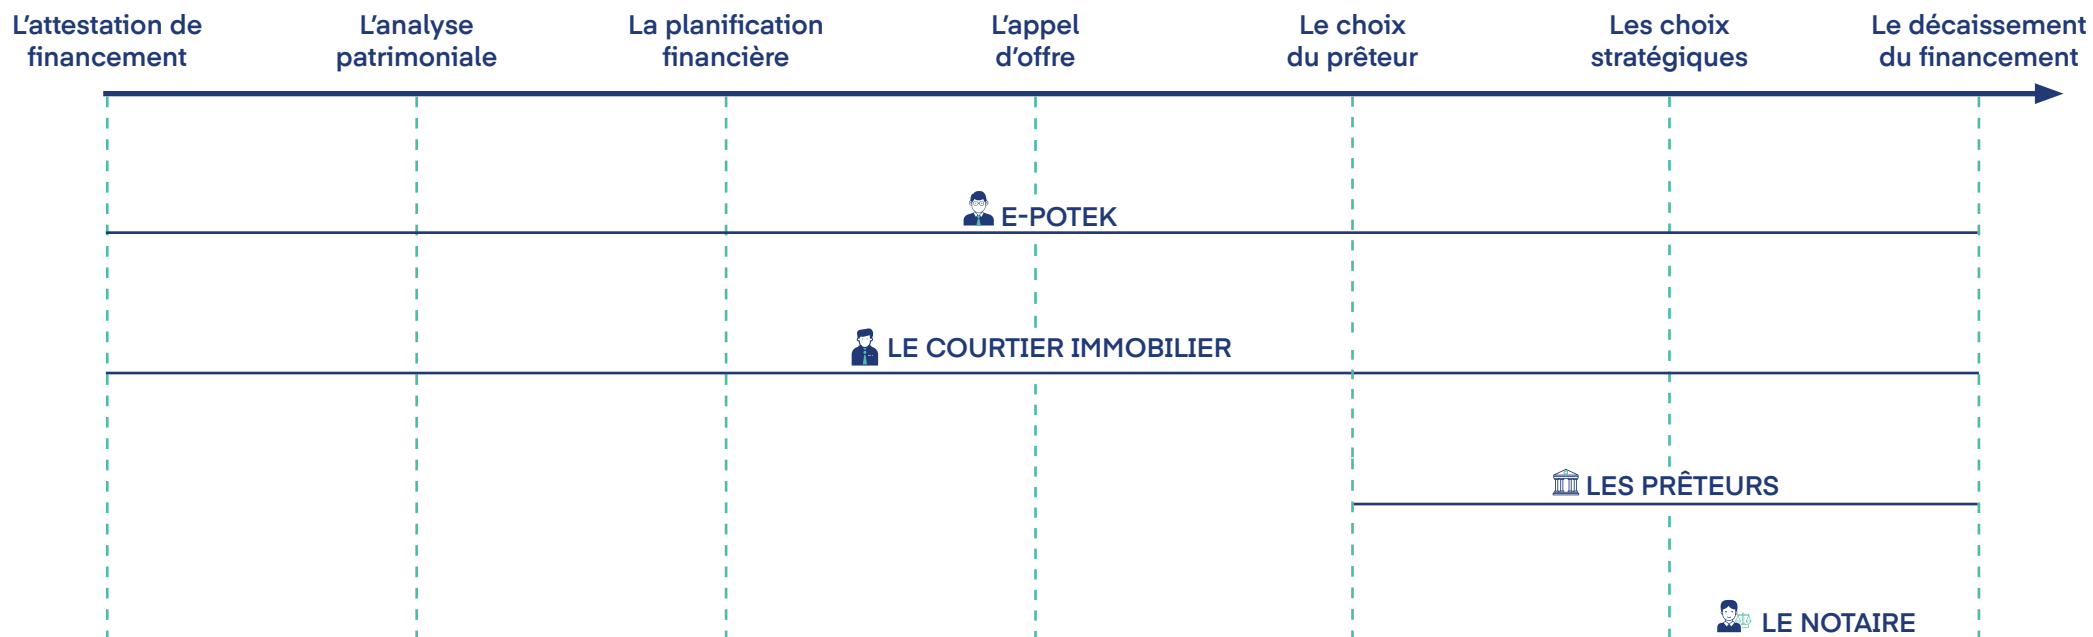 L’attestation de
financement
L’analyse
patrimoniale
La planification
financière
L’appel
d’offre
Le choix
du prêteur
Les choix
stratégiques
Le décaissement
du financement
E-POTEK
LE COURTIER IMMOBILIER
LES PRÊTEURS
LE NOTAIRE